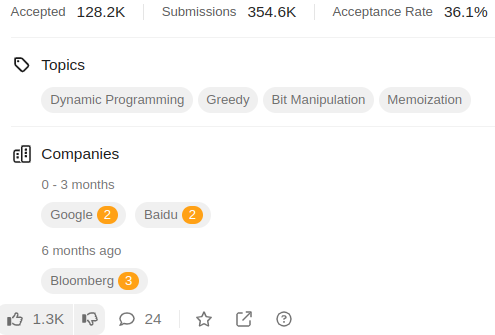 Accepted 128.2K Submissions 354.6K Acceptance Rate 36.1%
Topics
Dynamic Programming Greedy Bit Manipulation Memoization
Companies
0 - 3 months
Google 2 Baidu 2
6 months ago
Bloomberg 3
1.3K 24